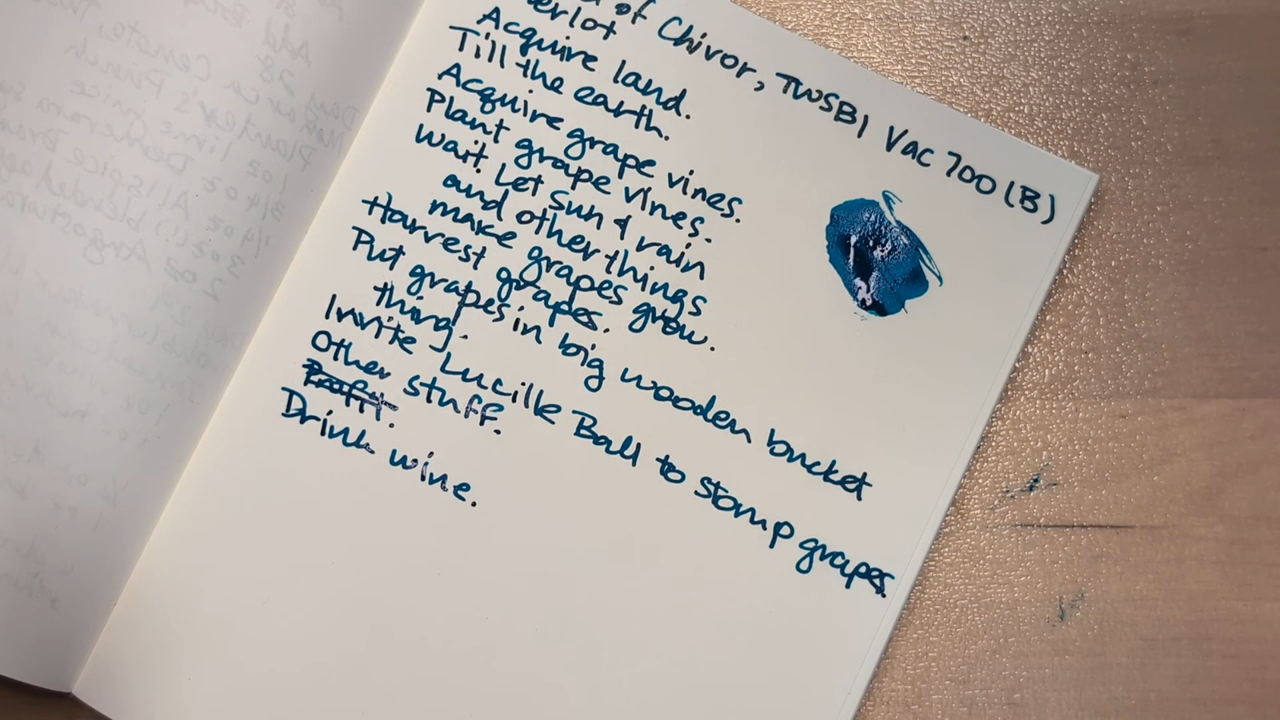 of Chivor, TWSBI Vac 700 (B)
Acquire land.
Till the earth.
Acquire grape vines.
Plant grape vines.
Wait. Let sun & rain
and other things
make grapes grow.
Harvest grapes.
Put grapes in big wooden bucket
thing.
Invite Lucille Ball to stomp grapes.
Other stuff.
Profit.
Drink wine.